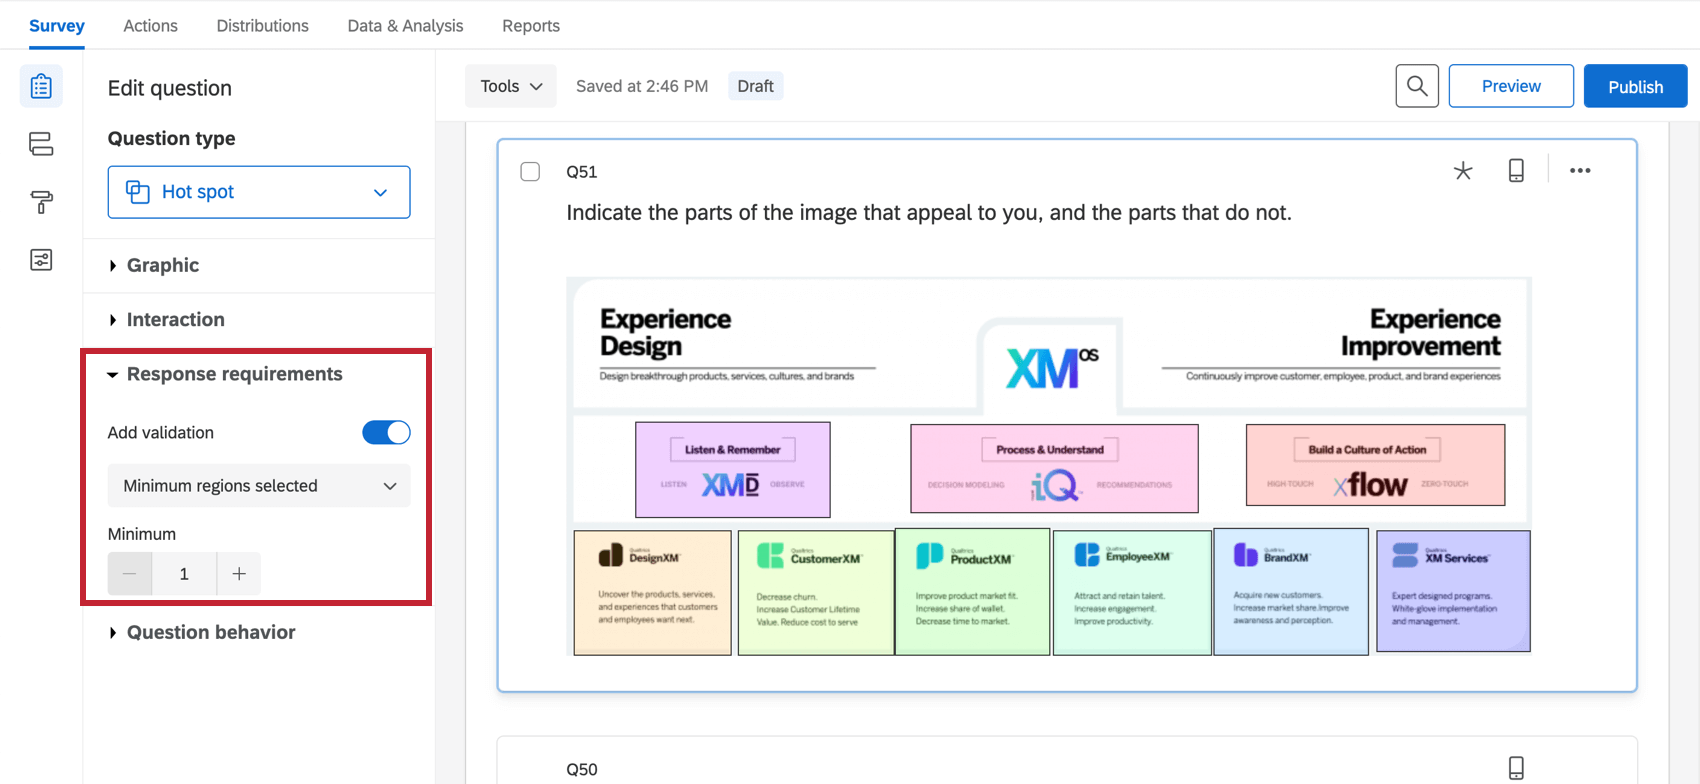 Survey Actions Distributions Data & Analysis Reports
Edit question
Tools Saved at 2:46 PM Draft Preview Publish
Question type
Hot spot
Graphic
Interaction
Response requirements
Add validation
Minimum regions selected
Minimum
1
Question behavior
Q51
Indicate the parts of the image that appeal to you, and the parts that do not.
Experience
Design
Design breakthrough products, services, cultures, and brands
XM OS
Experience
Improvement
Continuously improve customer, employee, product, and brand experiences
Listen & Remember
LISTEN XMD OBSERVE
Process & Understand
DECISION MODELING iQ™ RECOMMENDATIONS
Build a Culture of Action
HIGH-TOUCH xflow ZERO-TOUCH
Qualtrics
DesignXM™
Uncover the products, services,
and experiences that customers
and employees want next.
Qualtrics
CustomerXM™
Decrease churn.
Increase Customer Lifetime
Value. Reduce cost to serve
Qualtrics
ProductXM™
Improve product market fit.
Increase share of wallet.
Decrease time to market.
Qualtrics
EmployeeXM™
Attract and retain talent.
Increase engagement.
Improve productivity.
Qualtrics
BrandXM™
Acquire new customers.
Increase market share.Improve
awareness and perception.
Qualtrics
XM Services™
Expert designed programs.
White-glove implementation
and management.
Q50